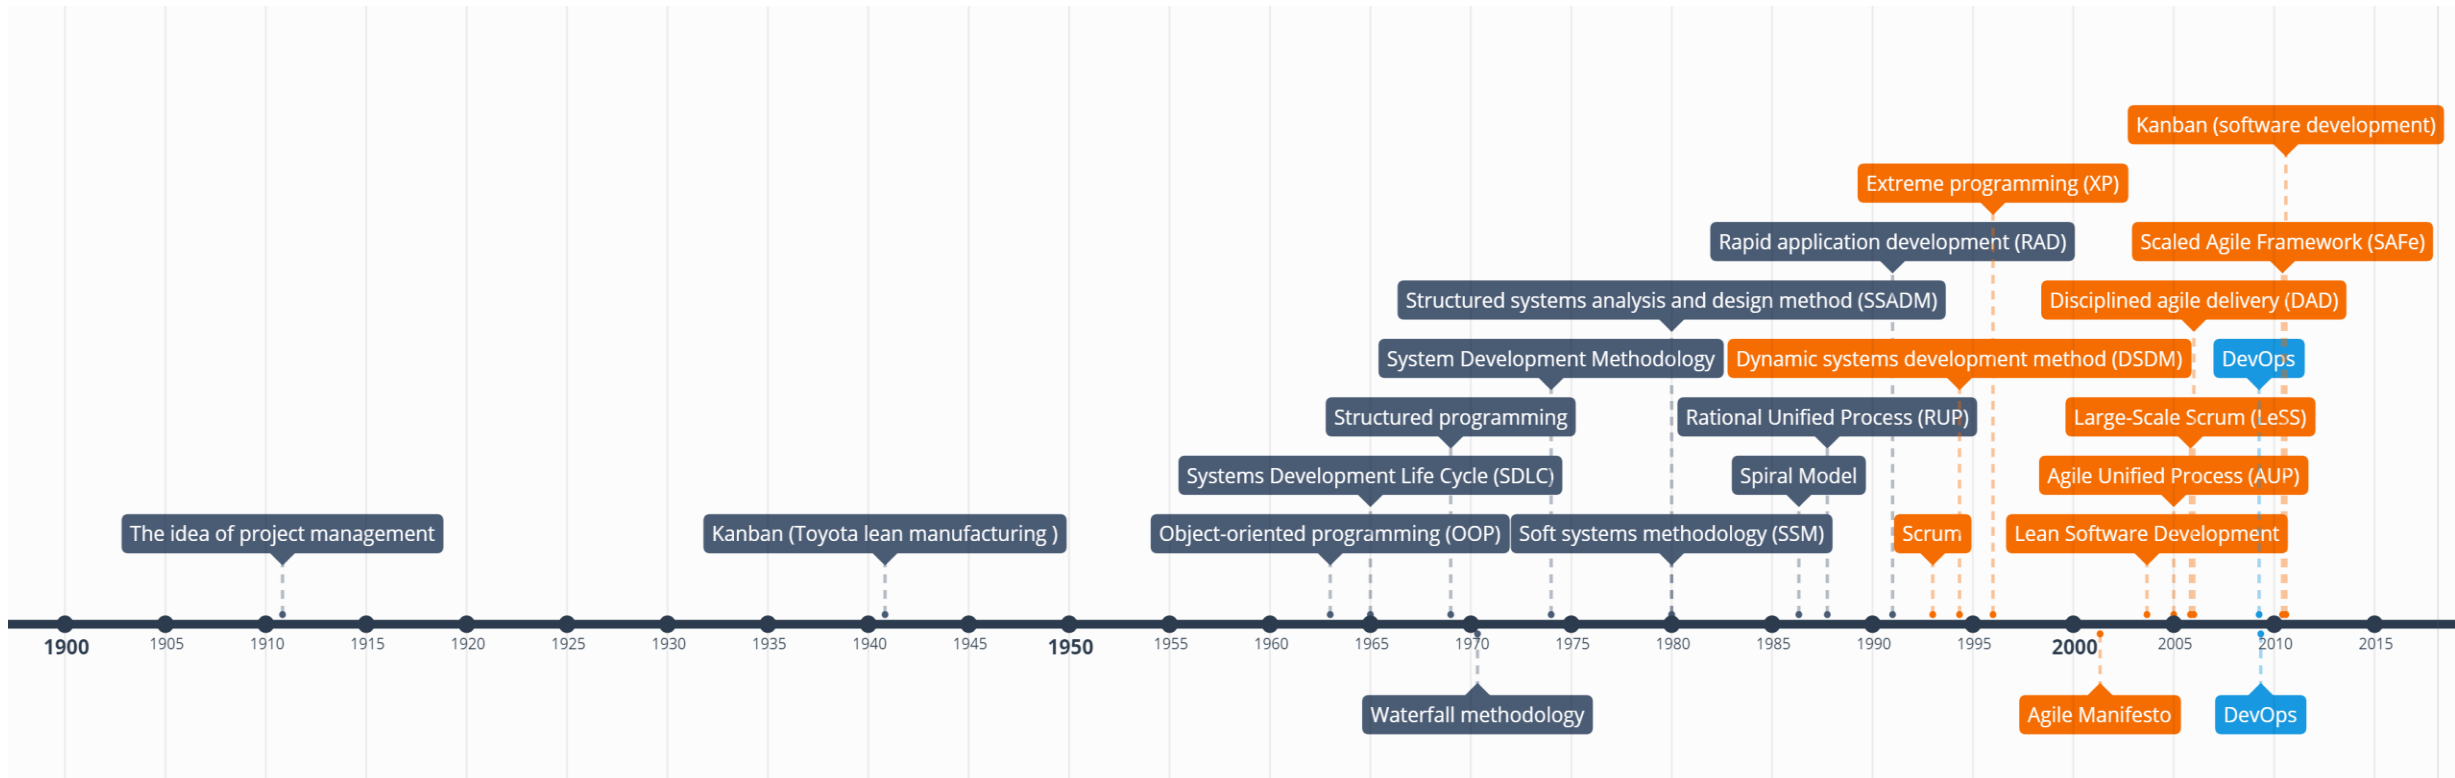 Kanban (software development)
Extreme programming (XP)
Rapid application development (RAD)
Scaled Agile Framework (SAFe)
Structured systems analysis and design method (SSADM)
Disciplined agile delivery (DAD)
System Development Methodology
Dynamic systems development method (DSDM)
DevOps
Structured programming
Rational Unified Process (RUP)
Large-Scale Scrum (LeSS)
Systems Development Life Cycle (SDLC)
Spiral Model
Agile Unified Process (AUP)
The idea of project management
Kanban (Toyota lean manufacturing )
Object-oriented programming (OOP)
Soft systems methodology (SSM)
Scrum
Lean Software Development
1900
1905
1910
1915
1920
1925
1930
1935
1940
1945
1950
1955
1960
1965
1970
1975
1980
1985
1990
1995
2000
2005
2010
2015
Waterfall methodology
Agile Manifesto
DevOps